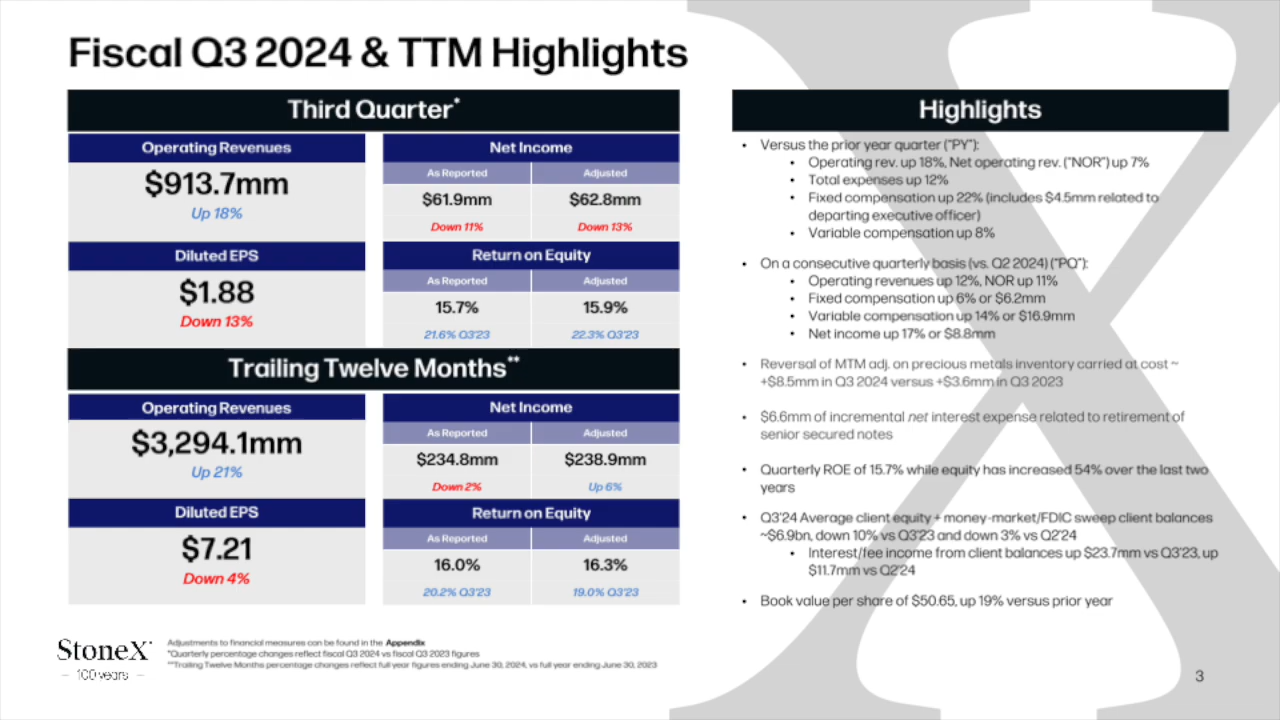 Fiscal Q3 2024 & TTM Highlights
Third Quarter*
Operating Revenues
$913.7mm
Up 18%
Net Income
As Reported
Adjusted
$61.9mm
$62.8mm
Down 11%
Down 13%
Diluted EPS
$1.88
Down 13%
Return on Equity
As Reported
Adjusted
15.7%
15.9%
21.6% Q3'23
22.3% Q3'23
Trailing Twelve Months**
Operating Revenues
$3,294.1mm
Up 21%
Net Income
As Reported
Adjusted
$234.8mm
$238.9mm
Down 2%
Up 6%
Diluted EPS
$7.21
Down 4%
Return on Equity
As Reported
Adjusted
16.0%
16.3%
20.2% Q3'23
19.0% Q3'23
Highlights
• Versus the prior year quarter ("PY"):
• Operating rev. up 18%, Net operating rev. ("NOR") up 7%
• Total expenses up 12%
• Fixed compensation up 22% (includes $4.5mm related to
departing executive officer)
• Variable compensation up 8%
• On a consecutive quarterly basis (vs. Q2 2024) ("PQ"):
• Operating revenues up 12%, NOR up 11%
• Fixed compensation up 6% or $6.2mm
• Variable compensation up 14% or $16.9mm
• Net income up 17% or $8.8mm
• Reversal of MTM adj. on precious metals inventory carried at cost ~
+$8.5mm in Q3 2024 versus +$3.6mm in Q3 2023
• $6.6mm of incremental net interest expense related to retirement of
senior secured notes
• Quarterly ROE of 15.7% while equity has increased 54% over the last two
years
• Q3'24 Average client equity + money-market/FDIC sweep client balances
~$6.9bn, down 10% vs Q3'23 and down 3% vs Q2'24
• Interest/fee income from client balances up $23.7mm vs Q3'23, up
$11.7mm vs Q2'24
• Book value per share of $50.65, up 19% versus prior year
StoneX
100 years
Adjustments to financial measures can be found in the Appendix
*Quarterly percentage changes reflect fiscal Q3 2024 vs fiscal Q3 2023 figures
**Trailing Twelve Months percentage changes reflect full year figures ending June 30, 2024, vs full year ending June 30, 2023
3